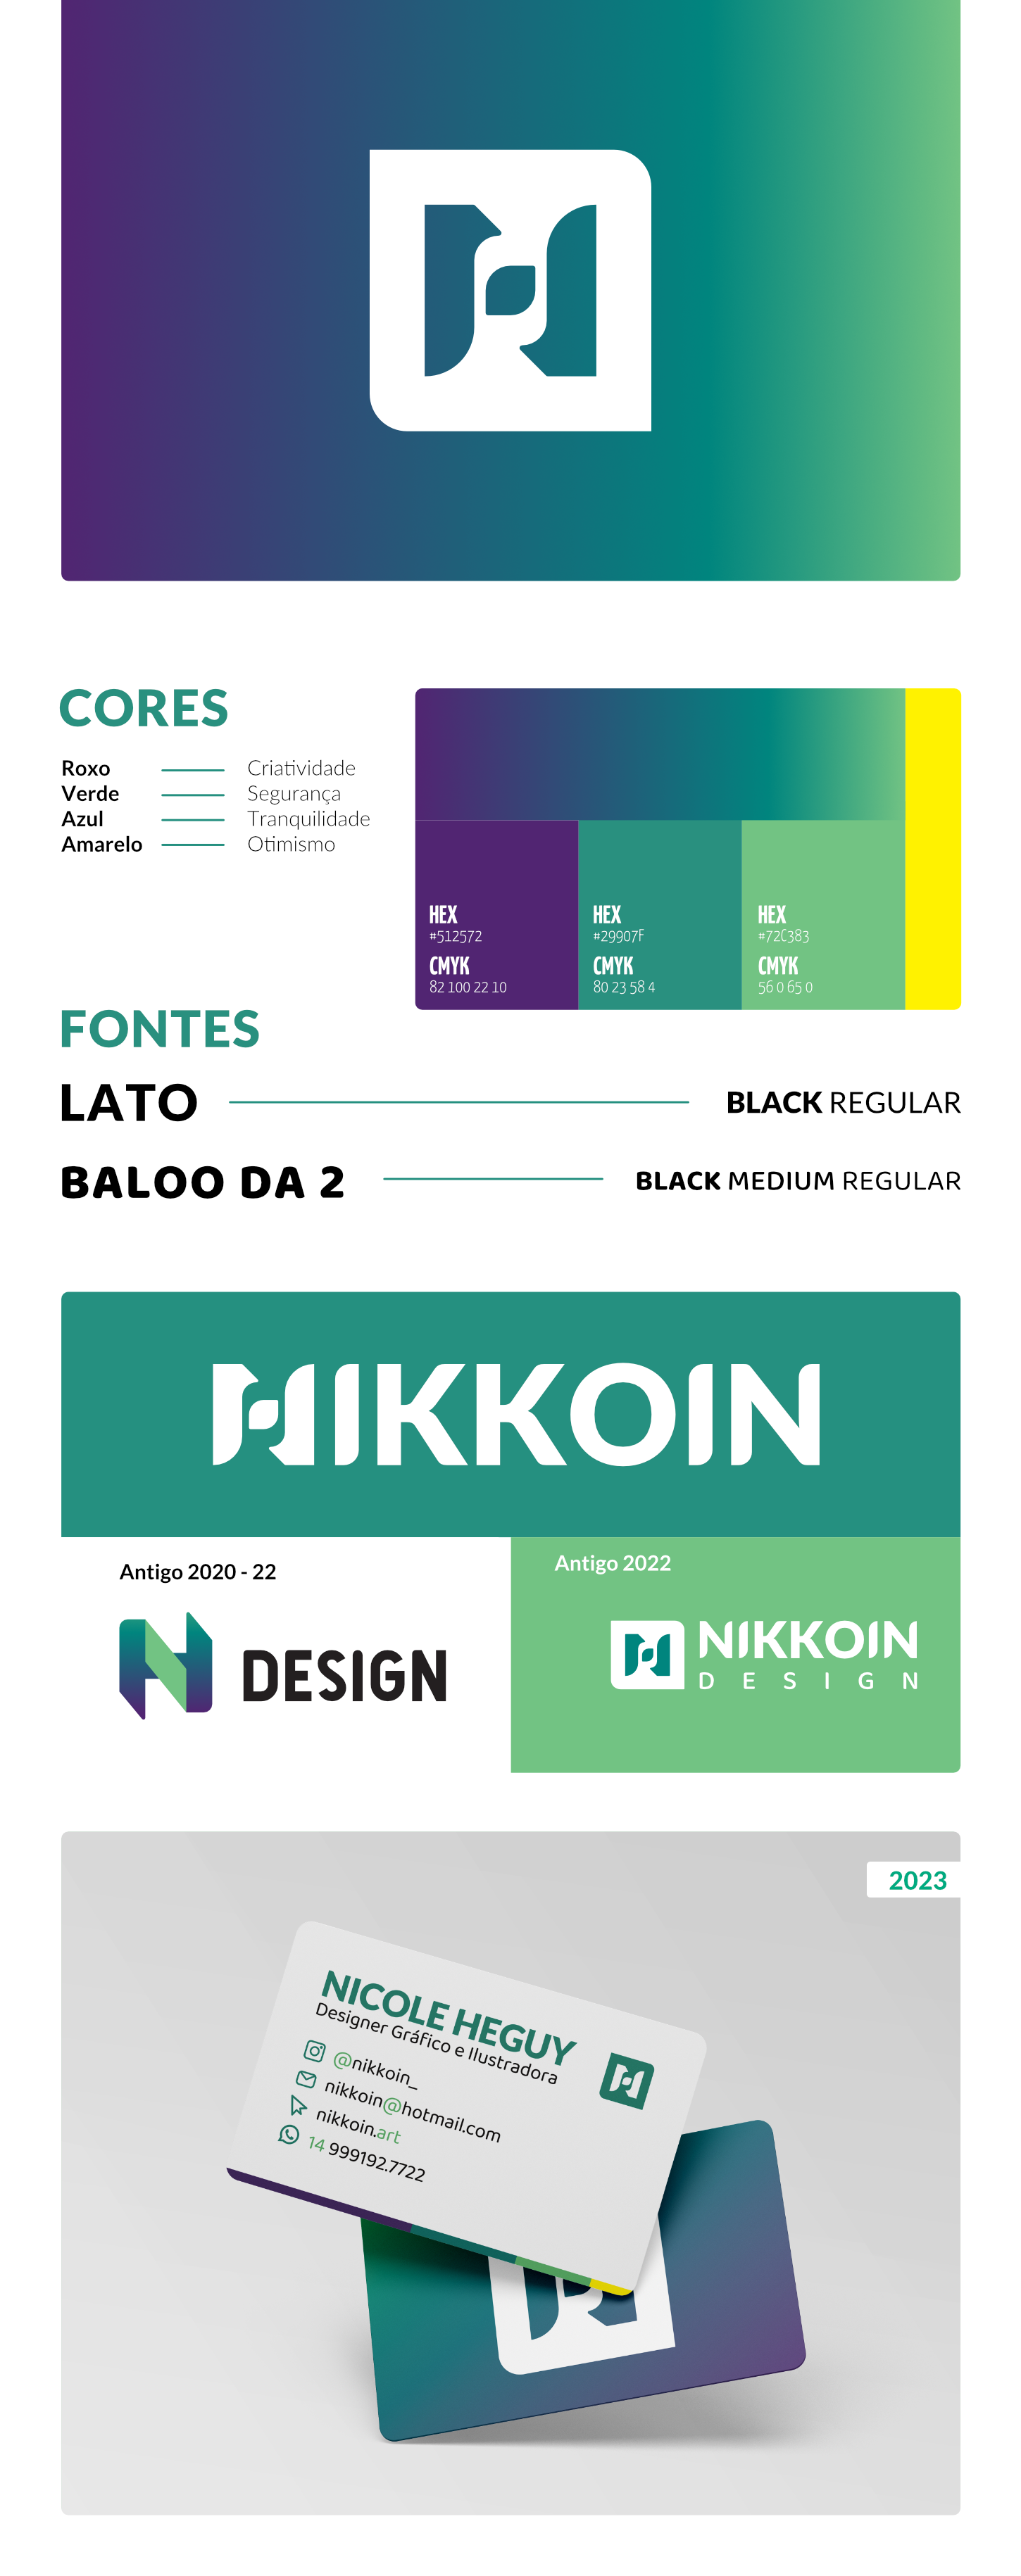 CORES
Roxo Criatividade
Verde Segurança
Azul Tranquilidade
Amarelo Otimismo
HEX
#512572
CMYK
82 100 22 10
HEX
#29907F
CMYK
80 23 58 4
HEX
#72C383
CMYK
56 0 65 0
FONTES
LATO BLACK REGULAR
BALOO DA 2 BLACK MEDIUM REGULAR
NIKKOIN
Antigo 2020 - 22
N DESIGN
Antigo 2022
NIKKOIN
DESIGN
2023
NICOLE HEGUY
Designer Gráfico e Ilustradora
@nikkoin_
nikkoin@hotmail.com
nikkoin.art
14 999192.7722